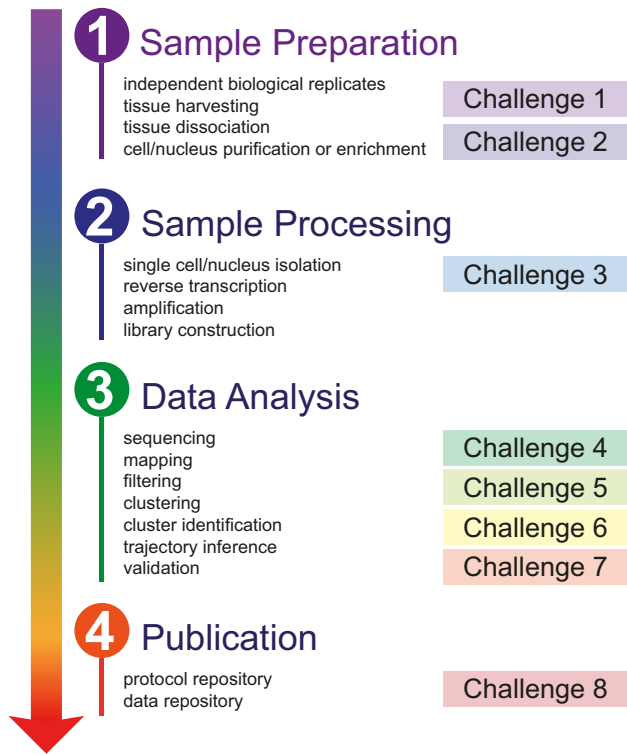 1 Sample Preparation
independent biological replicates
tissue harvesting
tissue dissociation
cell/nucleus purification or enrichment
Challenge 1
Challenge 2
2 Sample Processing
single cell/nucleus isolation
reverse transcription
amplification
library construction
Challenge 3
3 Data Analysis
sequencing
mapping
filtering
clustering
cluster identification
trajectory inference
validation
Challenge 4
Challenge 5
Challenge 6
Challenge 7
4 Publication
protocol repository
data repository
Challenge 8